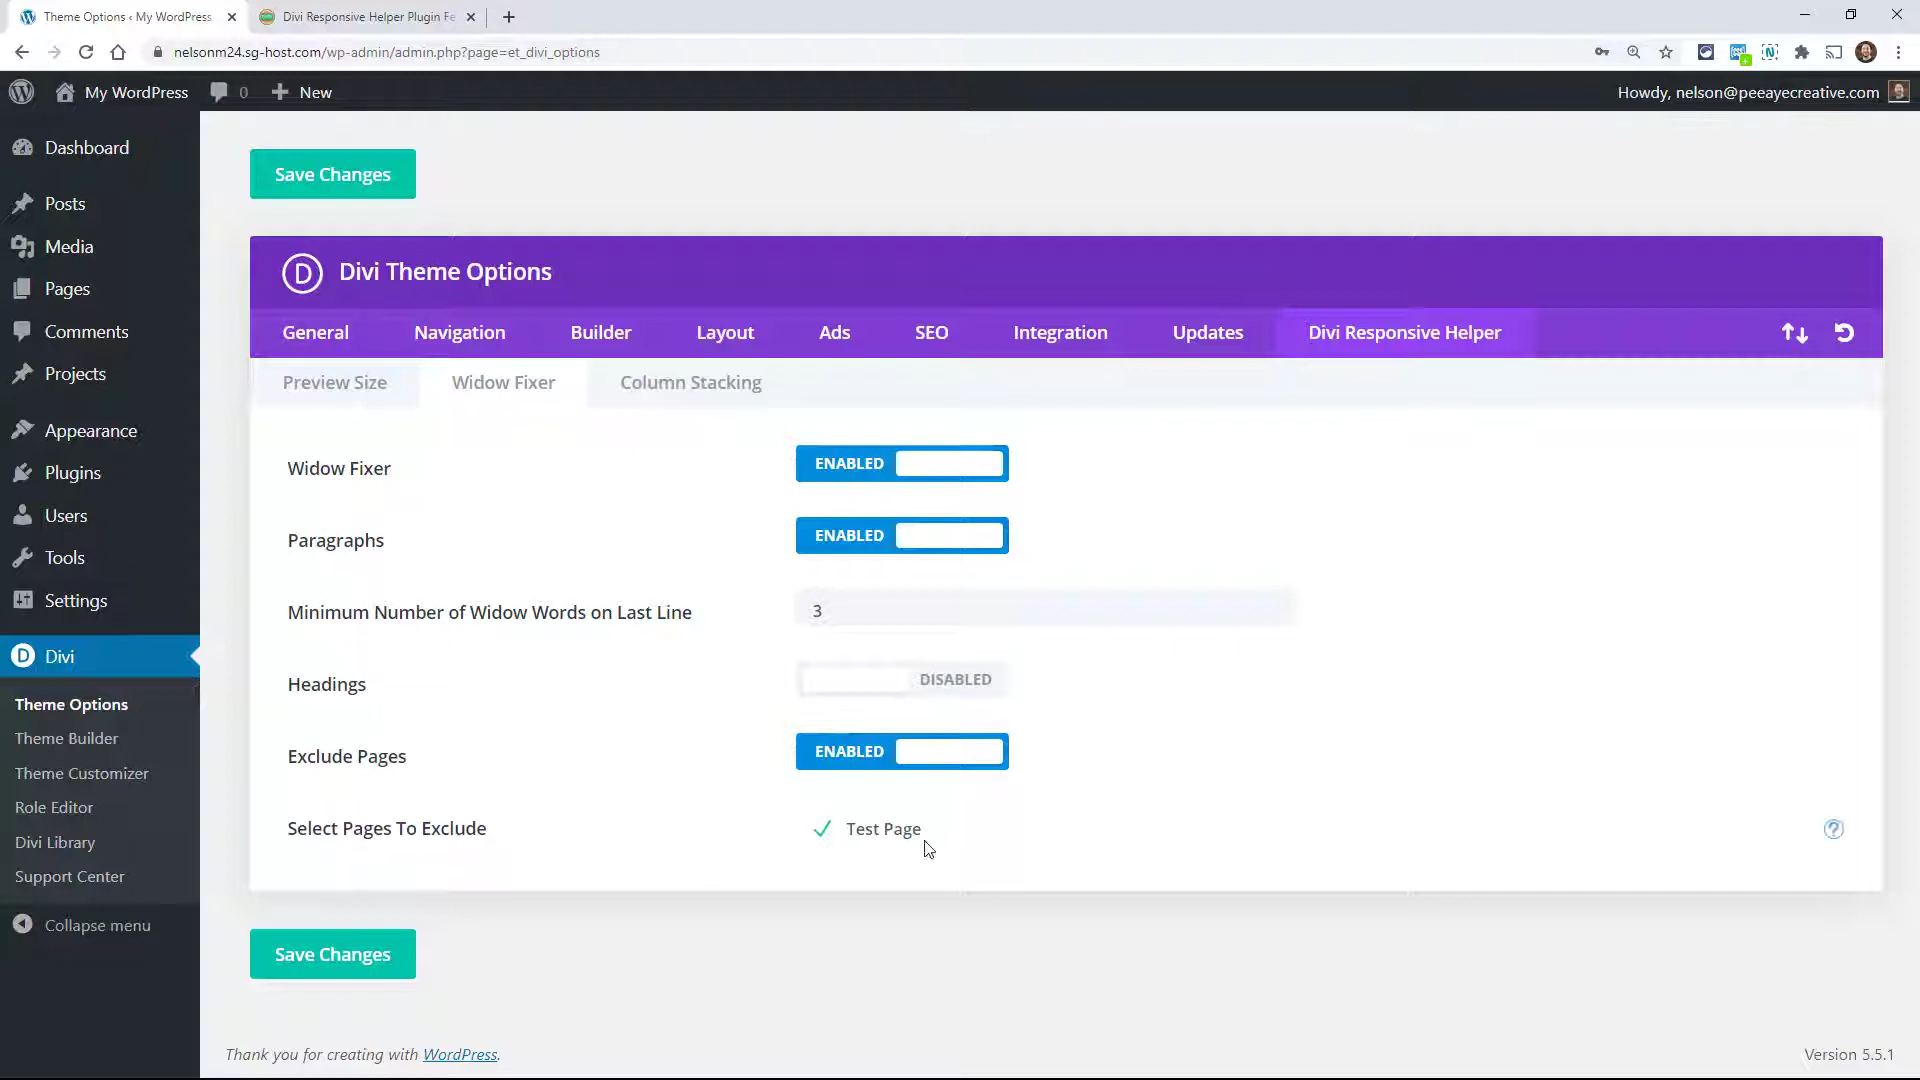 Theme Options ‹ My WordPress
Divi Responsive Helper Plugin Fe
nelsonm24.sg-host.com/wp-admin/admin.php?page=et_divi_options
My WordPress
0
New
Howdy, nelson@peeayecreative.com
Dashboard
Posts
Media
Pages
Comments
Projects
Appearance
Plugins
Users
Tools
Settings
Divi
Theme Options
Theme Builder
Theme Customizer
Role Editor
Divi Library
Support Center
Collapse menu
Save Changes
D Divi Theme Options
General Navigation Builder Layout Ads SEO Integration Updates Divi Responsive Helper
Preview Size Widow Fixer Column Stacking
Widow Fixer ENABLED
Paragraphs ENABLED
Minimum Number of Widow Words on Last Line 3
Headings DISABLED
Exclude Pages ENABLED
Select Pages To Exclude Test Page ?
Save Changes
Thank you for creating with WordPress.
Version 5.5.1